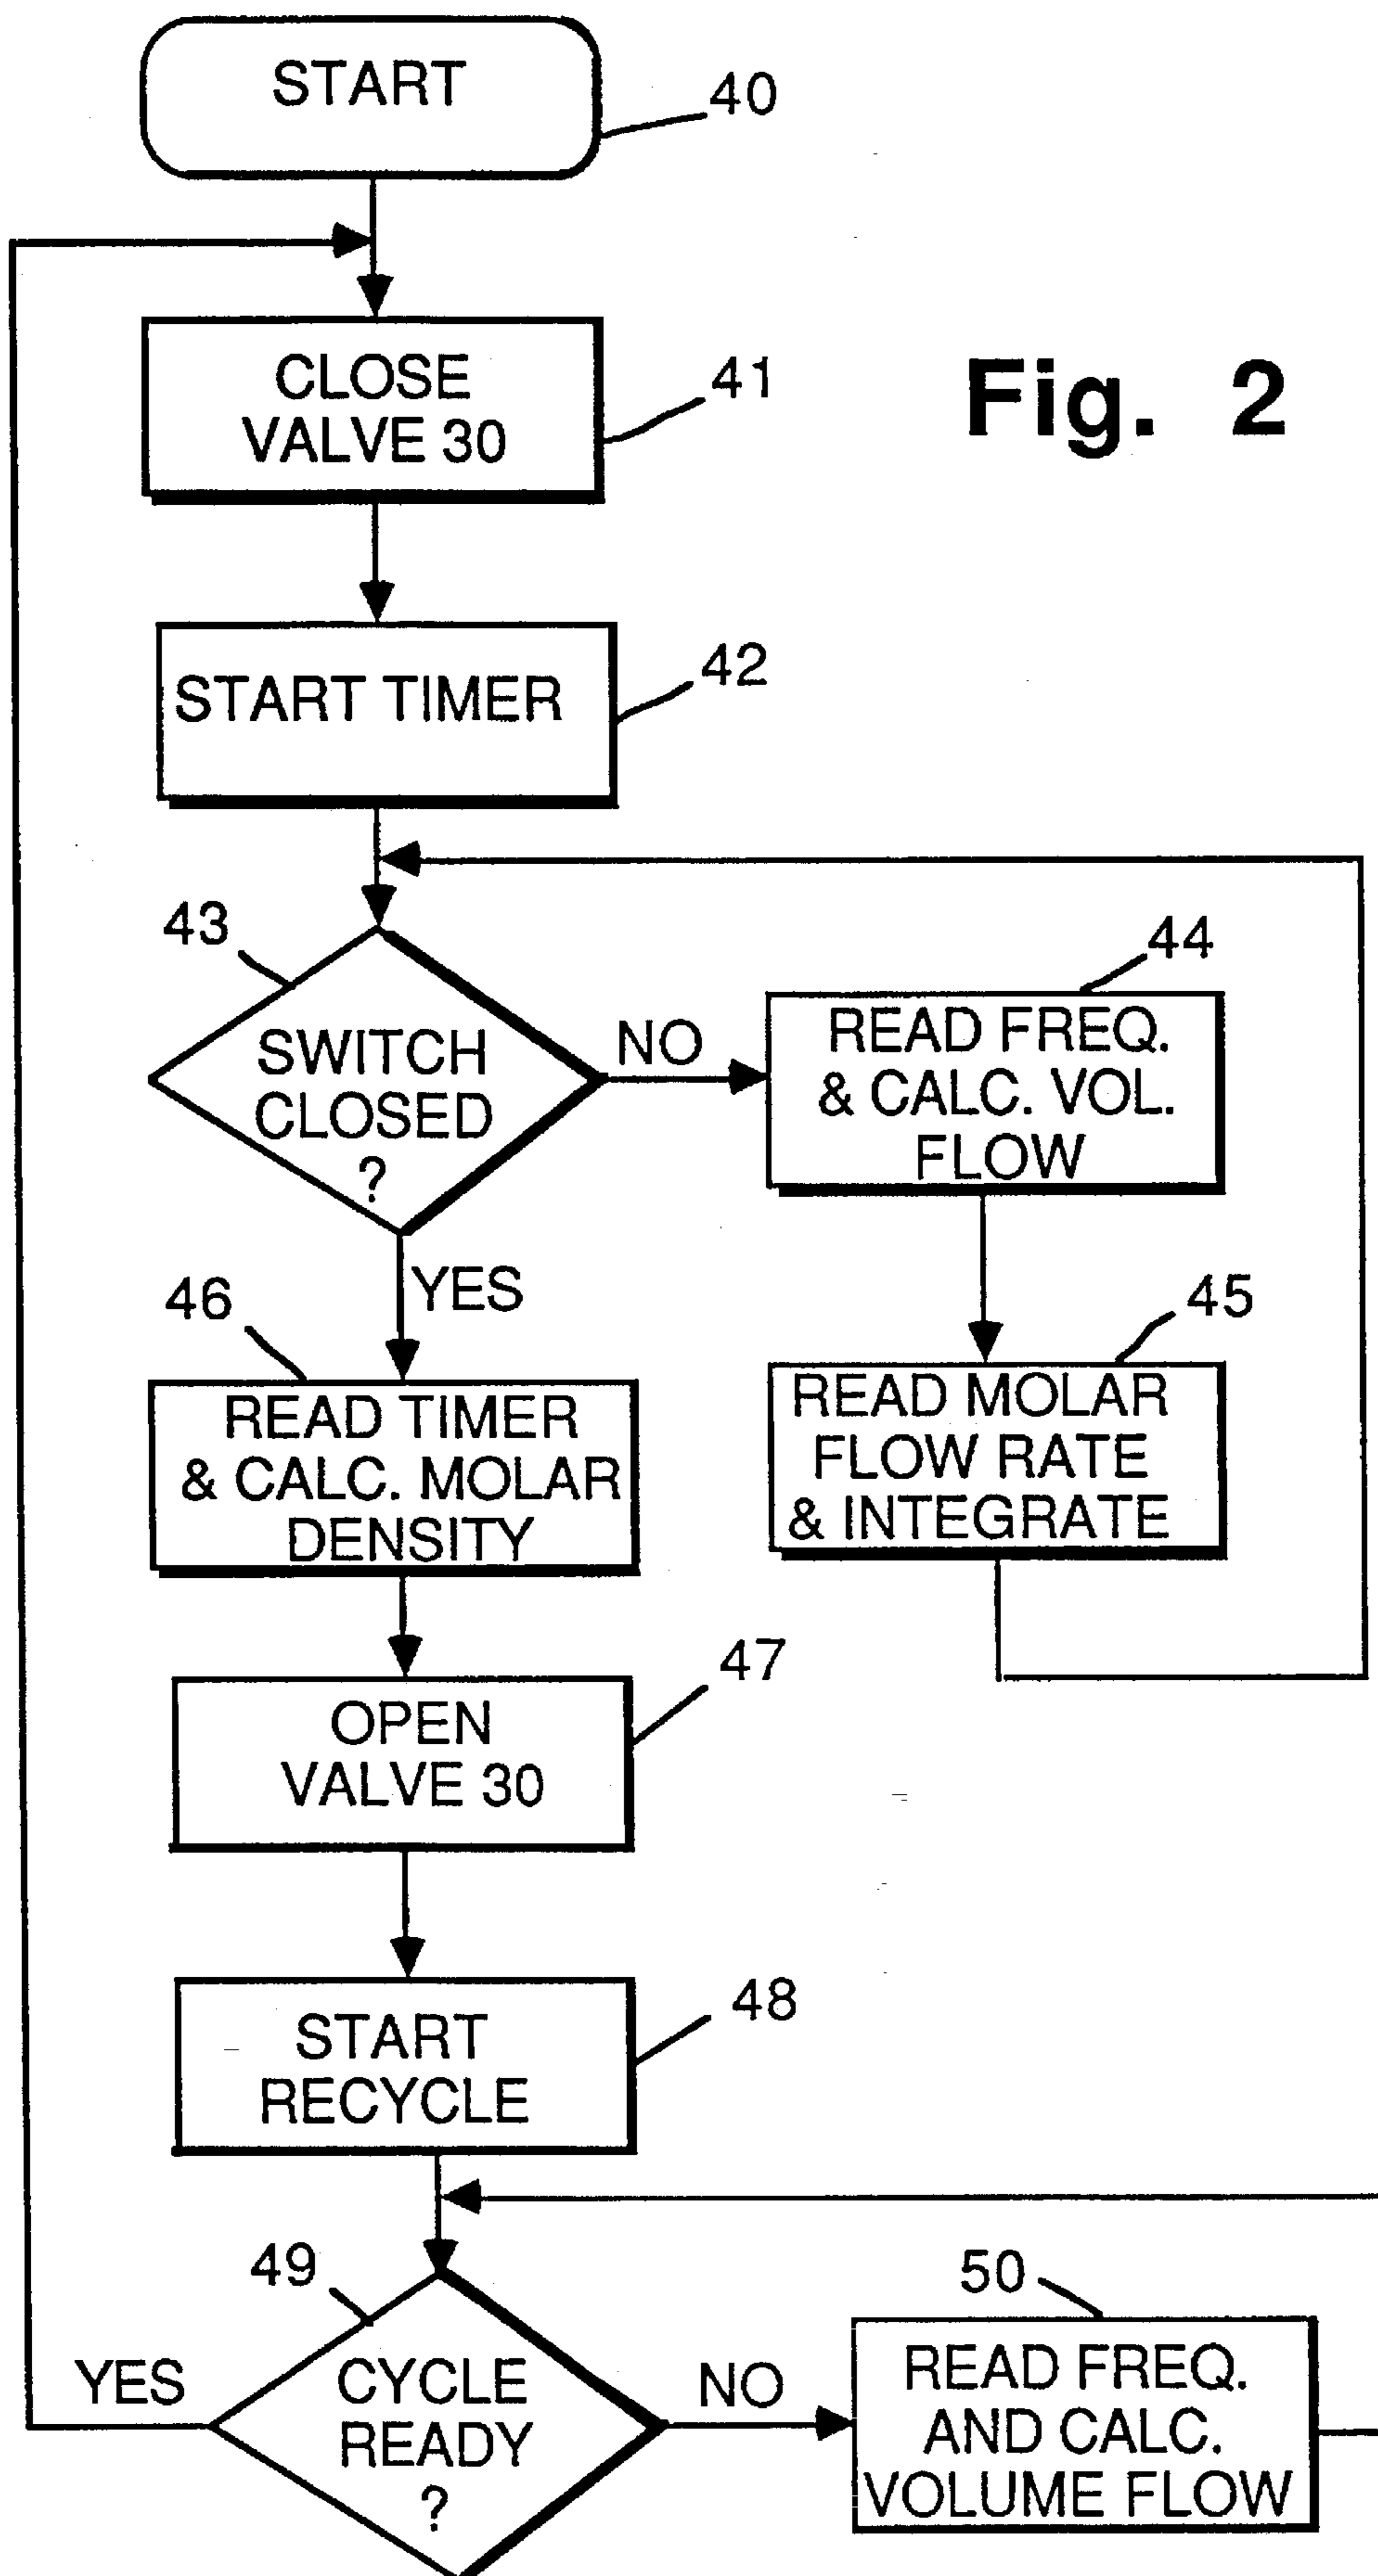 START
40
CLOSE
VALVE 30
41
Fig. 2
START TIMER
42
43
SWITCH
CLOSED
?
NO
44
READ FREQ.
& CALC. VOL.
FLOW
YES
45
READ MOLAR
FLOW RATE
& INTEGRATE
46
READ TIMER
& CALC. MOLAR
DENSITY
47
OPEN
VALVE 30
48
START
RECYCLE
49
CYCLE
READY
?
YES
NO
50
READ FREQ.
AND CALC.
VOLUME FLOW